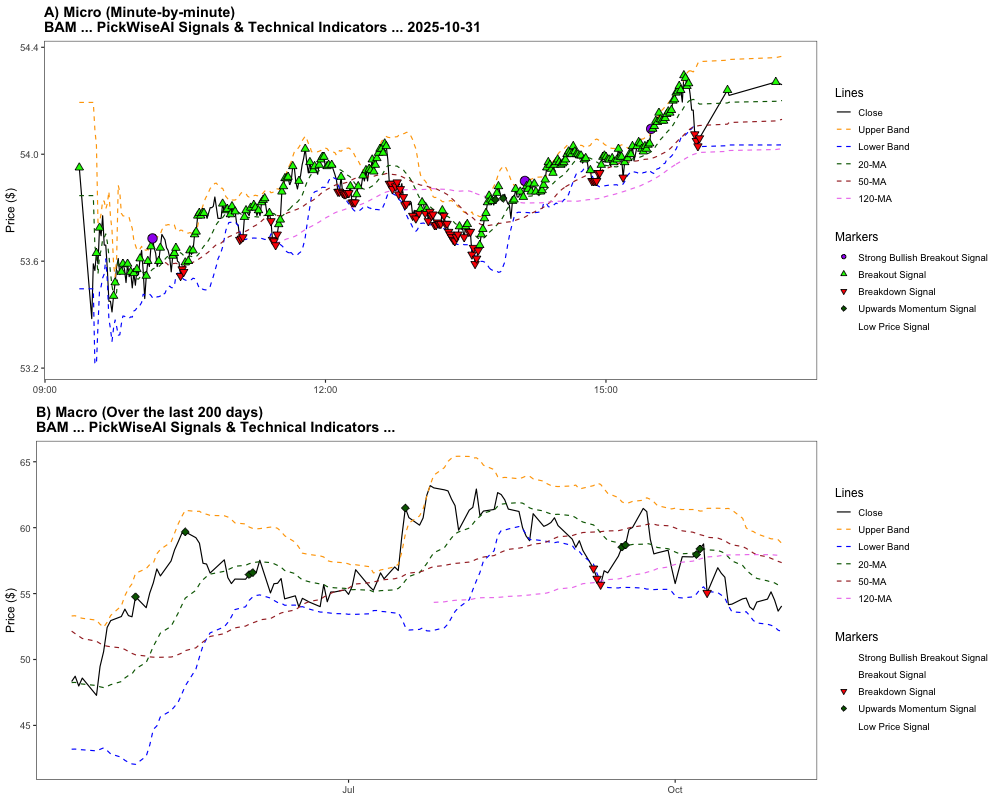 A) Micro (Minute-by-minute)
BAM ... PickWiseAI Signals & Technical Indicators ... 2025-10-31
54.4
54.0
53.6
53.2
Price ($)
09:00
12:00
15:00
Lines
Close
Upper Band
Lower Band
20-MA
50-MA
120-MA
Markers
Strong Bullish Breakout Signal
Breakout Signal
Breakdown Signal
Upwards Momentum Signal
Low Price Signal
B) Macro (Over the last 200 days)
BAM ... PickWiseAI Signals & Technical Indicators ...
65
60
55
50
45
Price ($)
Jul
Oct
Lines
Close
Upper Band
Lower Band
20-MA
50-MA
120-MA
Markers
Strong Bullish Breakout Signal
Breakout Signal
Breakdown Signal
Upwards Momentum Signal
Low Price Signal